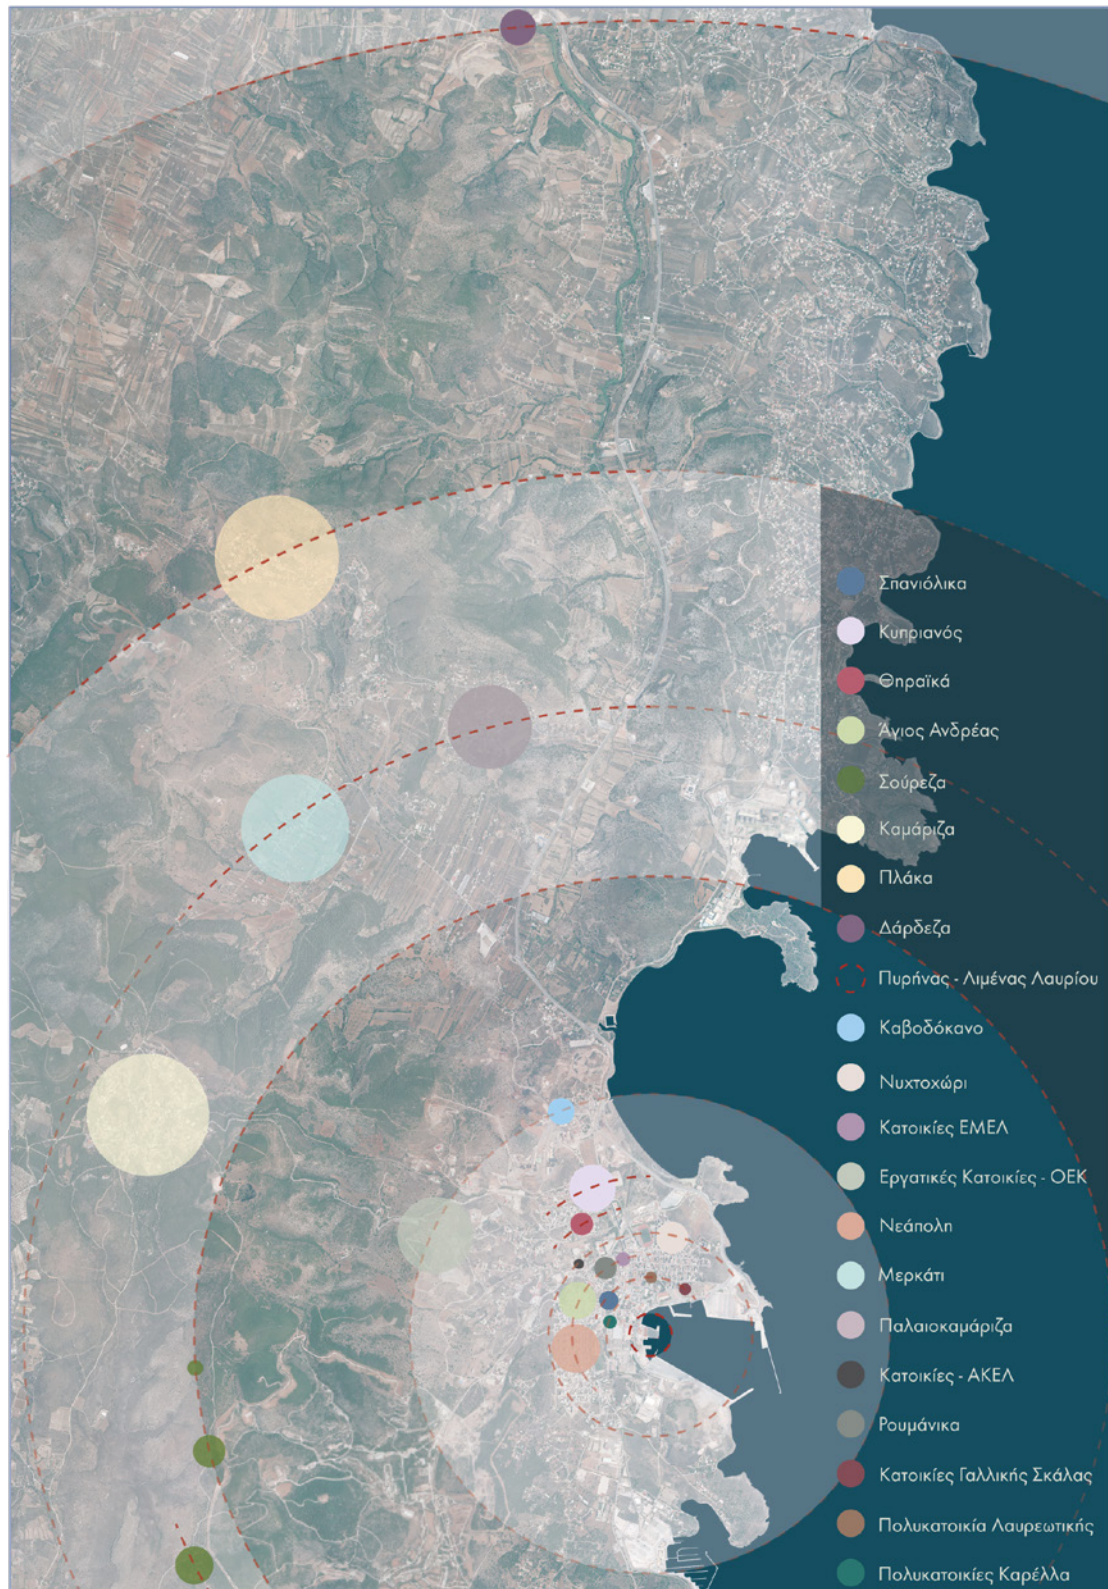 Σπανιόλικα
Κυπριανός
Θηραϊκά
Άγιος Ανδρέας
Σούρεζα
Καμάριζα
Πλάκα
Δάρδεζα
Πυρήνας - Λιμένας Λαυρίου
Καβοδόκανο
Νυχτοχώρι
Κατοικίες ΕΜΕΛ
Εργατικές Κατοικίες - ΟΕΚ
Νεάπολη
Μερκάτι
Παλαιοκαμάριζα
Κατοικίες - ΑΚΕΛ
Ρουμάνικα
Κατοικίες Γαλλικής Σκάλας
Πολυκατοικία Λαυρεωτικής
Πολυκατοικίες Καρέλλα